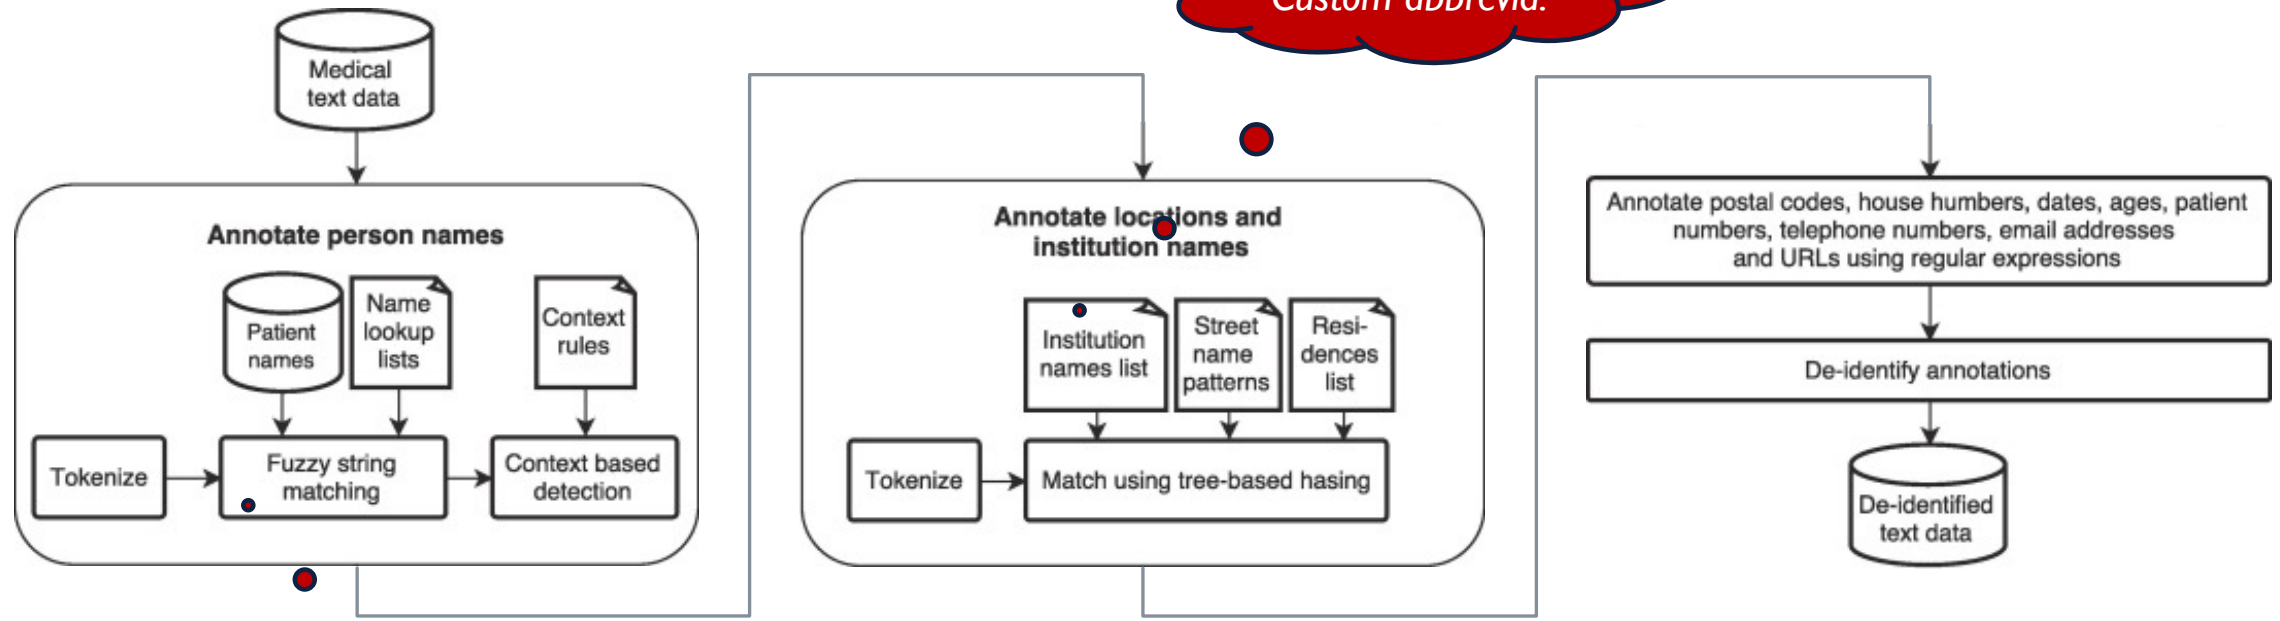 Custom abbrevia.
Medical
text data
Annotate person names
Patient
names
Name
lookup
lists
Context
rules
Tokenize
Fuzzy string
matching
Context based
detection
Annotate locations and
institution names
Institution
names list
Street
name
patterns
Resi-
dences
list
Tokenize
Match using tree-based hasing
Annotate postal codes, house humbers, dates, ages, patient
numbers, telephone numbers, email addresses
and URLs using regular expressions
De-identify annotations
De-identified
text data